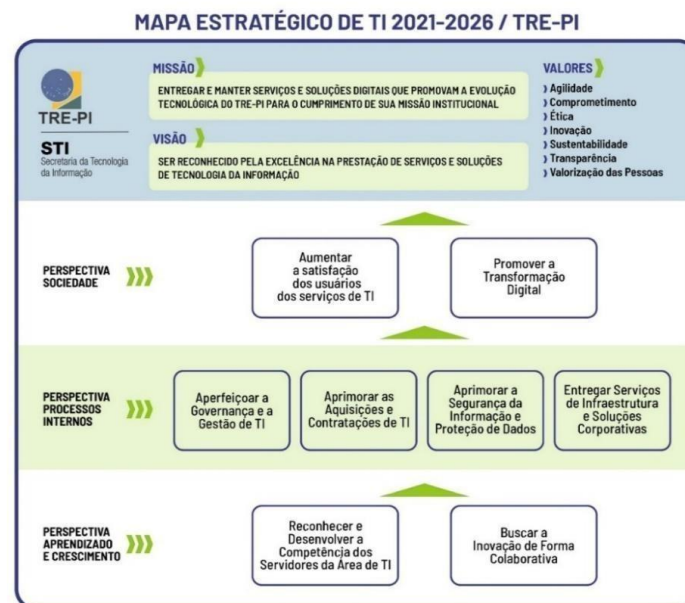 MAPA ESTRATÉGICO DE TI 2021-2026 / TRE-PI
TRE-PI
STI
Secretaria da Tecnologia
da Informação
MISSÃO
ENTREGAR E MANTER SERVIÇOS E SOLUÇÕES DIGITAIS QUE PROMOVAM A EVOLUÇÃO
TECNOLÓGICA DO TRE-PI PARA O CUMPRIMENTO DE SUA MISSÃO INSTITUCIONAL
VISÃO
SER RECONHECIDO PELA EXCELÊNCIA NA PRESTAÇÃO DE SERVIÇOS E SOLUÇÕES
DE TECNOLOGIA DA INFORMAÇÃO
VALORES
Agilidade
Comprometimento
Ética
Inovação
Sustentabilidade
Transparência
Valorização das Pessoas
PERSPECTIVA
SOCIEDADE
Aumentar
a satisfação
dos usuários
dos serviços de TI
Promover a
Transformação
Digital
PERSPECTIVA
PROCESSOS
INTERNOS
Aperfeiçoar a
Governança e a
Gestão de TI
Aprimorar as
Aquisições e
Contratações de TI
Aprimorar a
Segurança da
Informação e
Proteção de Dados
Entregar Serviços
de Infraestrutura
e Soluções
Corporativas
PERSPECTIVA
APRENDIZADO
E CRESCIMENTO
Reconhecer e
Desenvolver a
Competência dos
Servidores da Área de TI
Buscar a
Inovação de Forma
Colaborativa